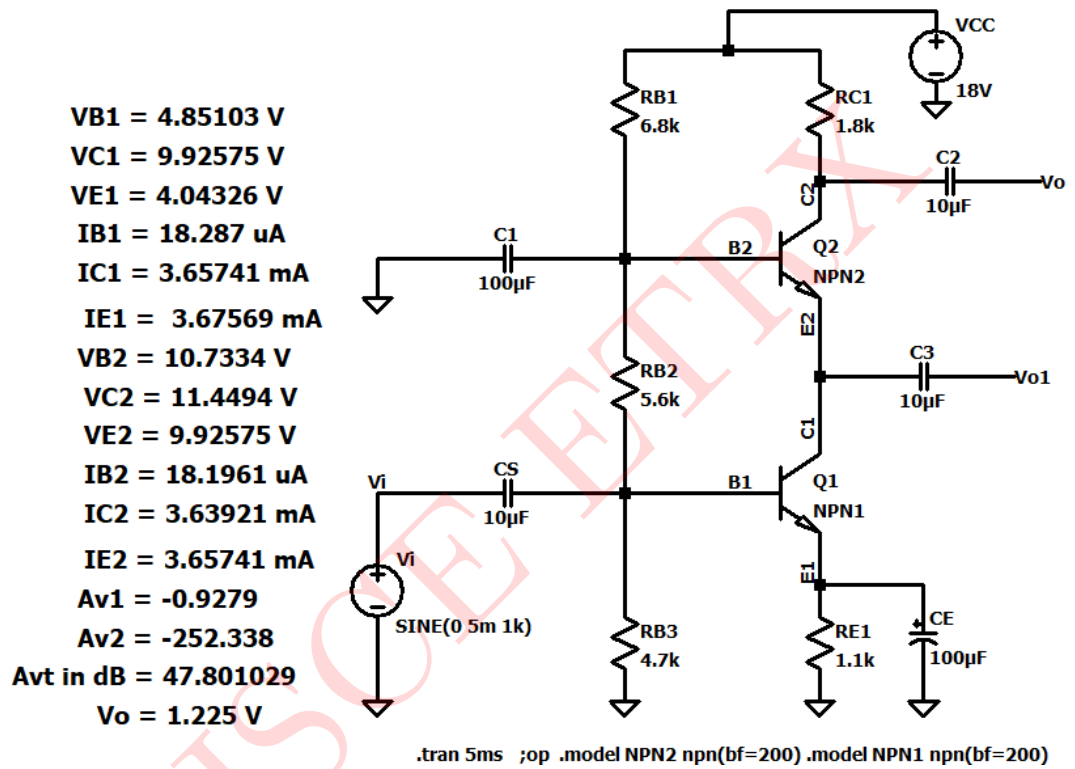 VB1 = 4.85103 V
VC1 = 9.92575 V
VE1 = 4.04326 V
IB1 = 18.287 uA
IC1 = 3.65741 mA
IE1 =  3.67569 mA
VB2 = 10.7334 V
VC2 = 11.4494 V
VE2 = 9.92575 V
IB2 = 18.1961 uA
IC2 = 3.63921 mA
IE2 = 3.65741 mA
Av1 = -0.9279
Av2 = -252.338
Avt in dB = 47.801029
Vo = 1.225 V
VCC
18V
RB1
6.8k
RC1
1.8k
C2
C2
10µF
Vo
C1
100µF
B2
Q2
NPN2
E2
RB2
5.6k
C3
10µF
Vo1
C1
Vi
CS
10µF
B1
Q1
NPN1
Vi
SINE(0 5m 1k)
E1
RB3
4.7k
RE1
1.1k
CE
100µF
.tran 5ms ;op .model NPN2 npn(bf=200) .model NPN1 npn(bf=200)
JSCE ETRX